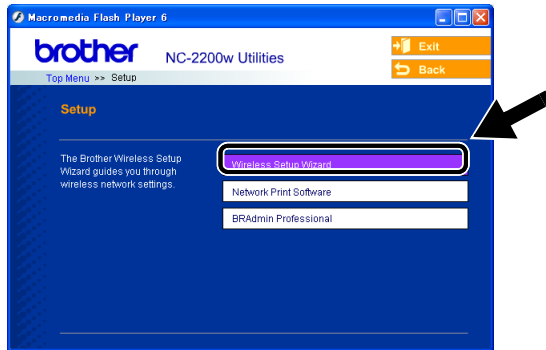 Macromedia Flash Player 6
brother
NC-2200w Utilities
Exit
Back
Top Menu >> Setup
Setup
The Brother Wireless Setup
Wizard guides you through
wireless network settings.
Wireless Setup Wizard
Network Print Software
BRAdmin Professional